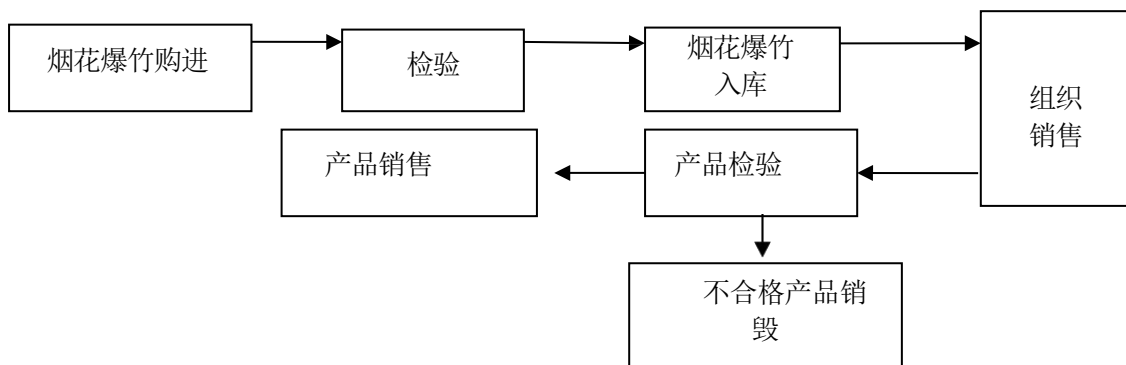 烟花爆竹购进
检验
烟花爆竹
入库
组织
销售
产品销售
产品检验
不合格产品销
毁